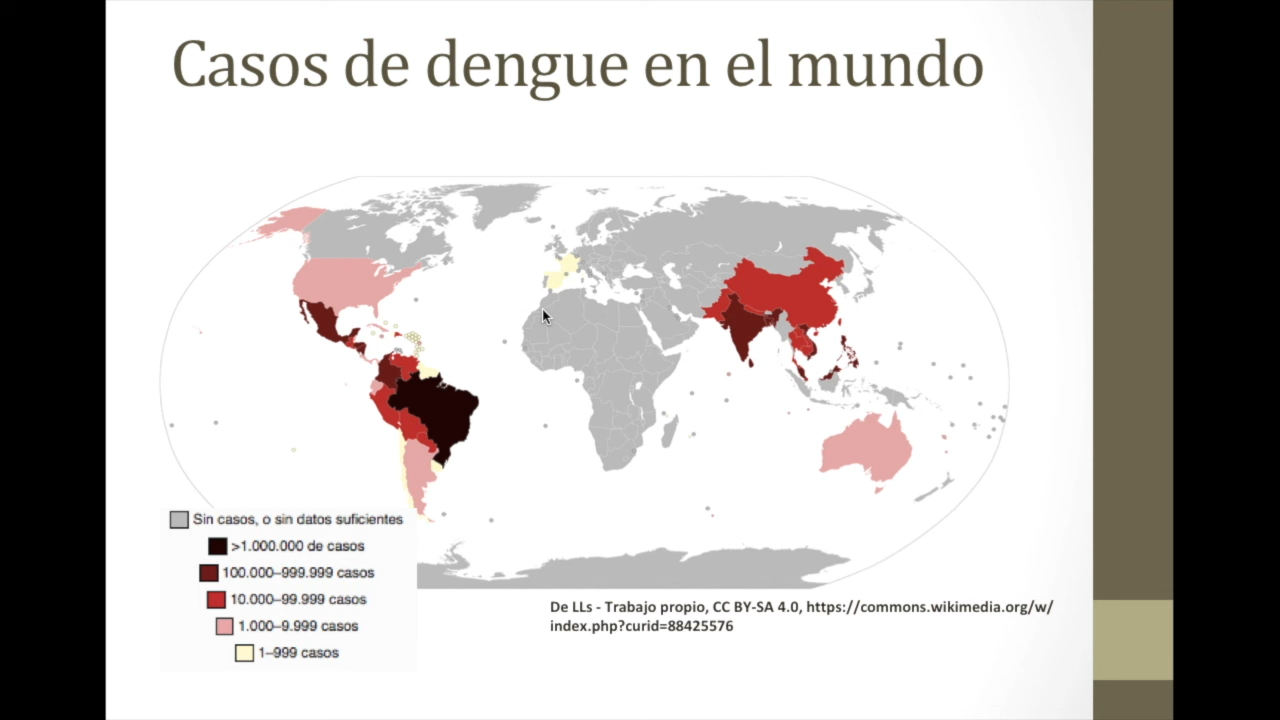 Casos de dengue en el mundo
Sin casos, o sin datos suficientes
>1.000.000 de casos
100.000–999.999 casos
10.000–99.999 casos
1.000–9.999 casos
1–999 casos
De LLs - Trabajo propio, CC BY-SA 4.0, https://commons.wikimedia.org/w/
index.php?curid=88425576